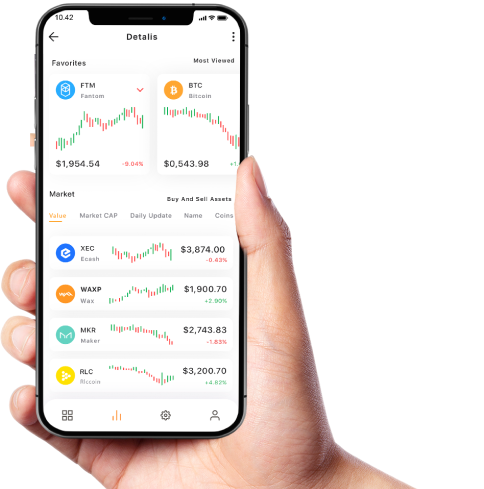 10.42
Detalis
Favorites
Most Viewed
FTM
Fantom
$1,954.54
-9.04%
BTC
Bitcoin
$0,543.98
+1.
Market
Buy And Sell Assets
Value Market CAP Daily Update Name Coins
XEC
Ecash
$3,874.00
-0.43%
WAXP
Wax
$1,900.70
+2.90%
MKR
Maker
$2,743.83
-1.83%
RLC
RIccoin
$3,200.70
+4.62%